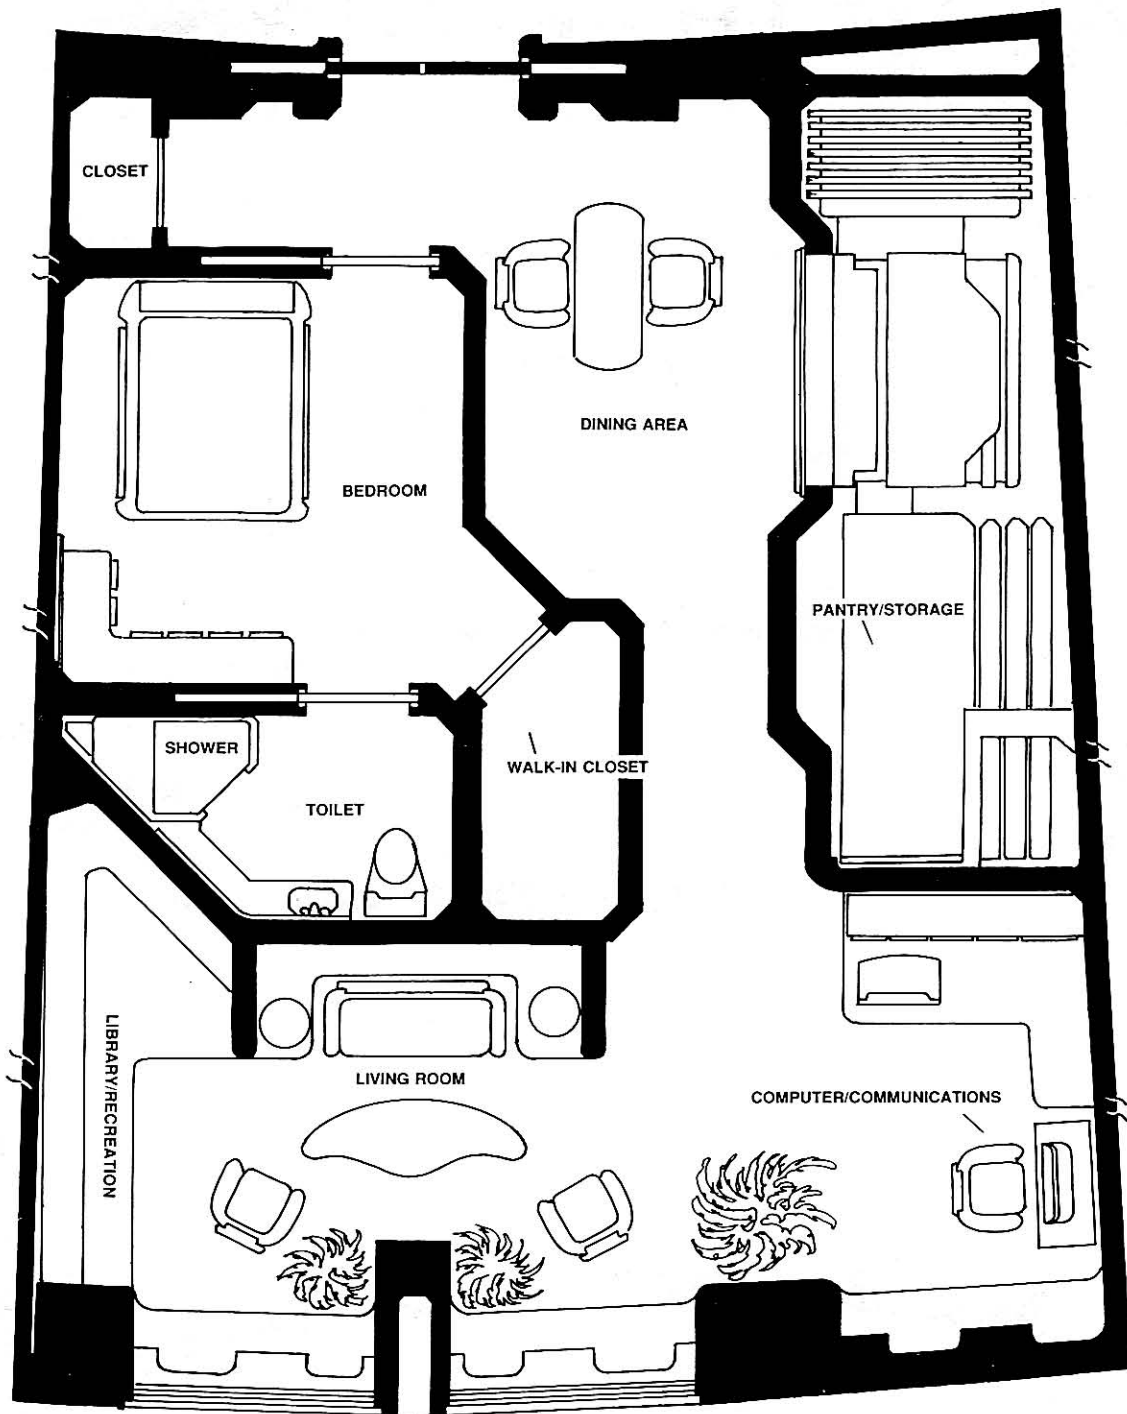 CLOSET
DINING AREA
BEDROOM
PANTRY/STORAGE
SHOWER
WALK-IN CLOSET
TOILET
LIBRARY/RECREATION
LIVING ROOM
COMPUTER/COMMUNICATIONS